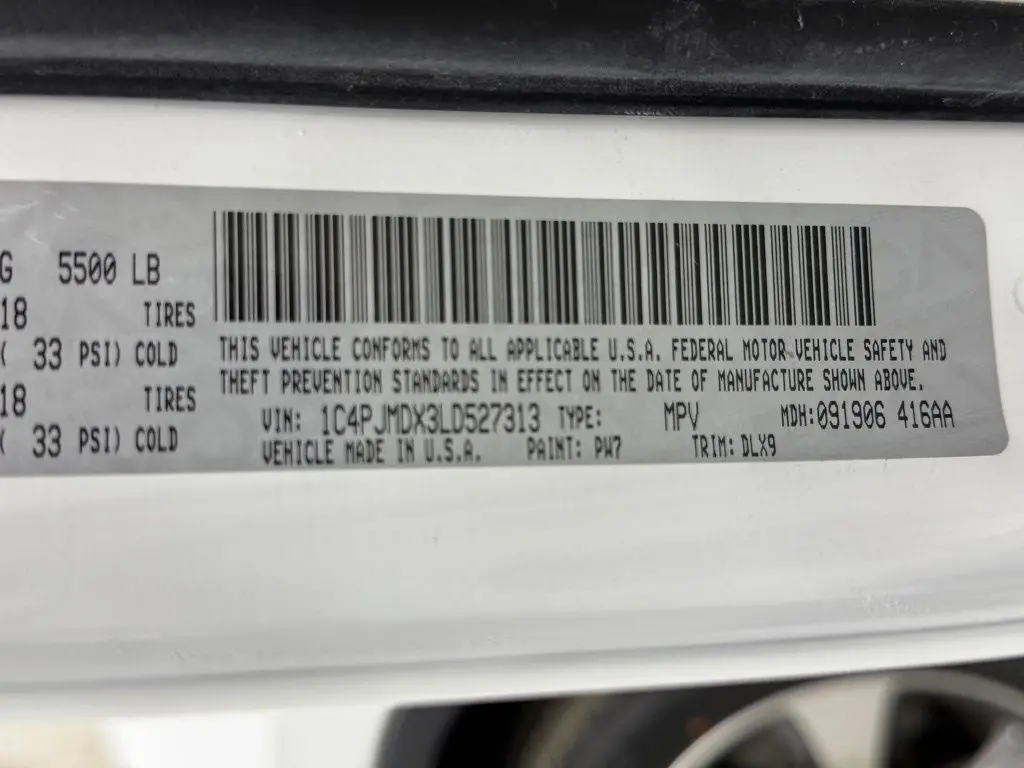 G 5500 LB
18 TIRES
( 33 PSI) COLD
18 TIRES
( 33 PSI) COLD
THIS VEHICLE CONFORMS TO ALL APPLICABLE U.S.A. FEDERAL MOTOR VEHICLE SAFETY AND
THEFT PREVENTION STANDARDS IN EFFECT ON THE DATE OF MANUFACTURE SHOWN ABOVE.
VIN: 1C4PJMDX3LD527313 TYPE: MPV MDH:091906 416AA
VEHICLE MADE IN U.S.A. PAINT: PW7 TRIM: DLX9